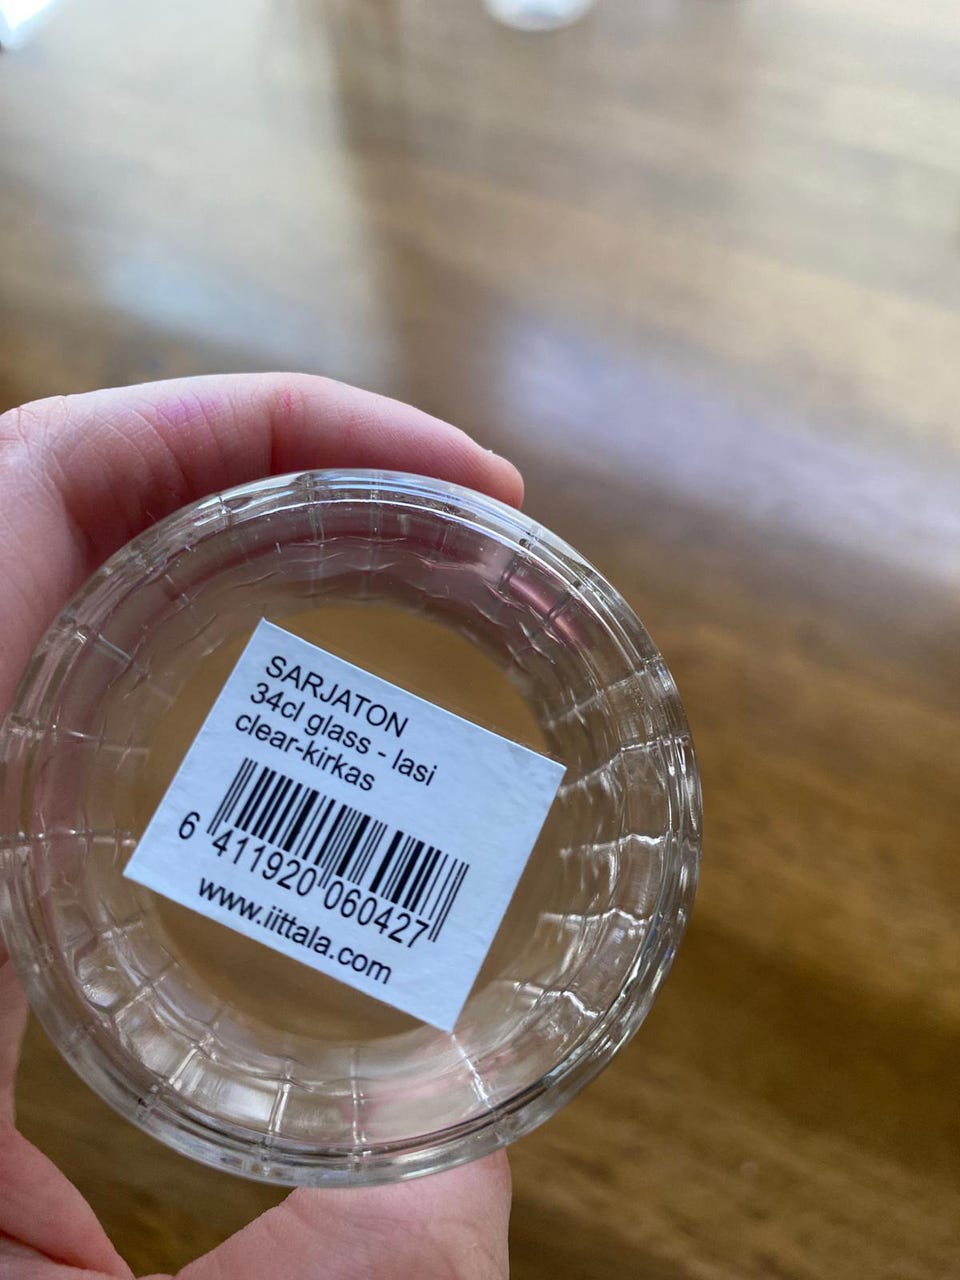 SARJATON
34cl glass - lasi
clear-kirkas
6 411920 060427
www.iittala.com